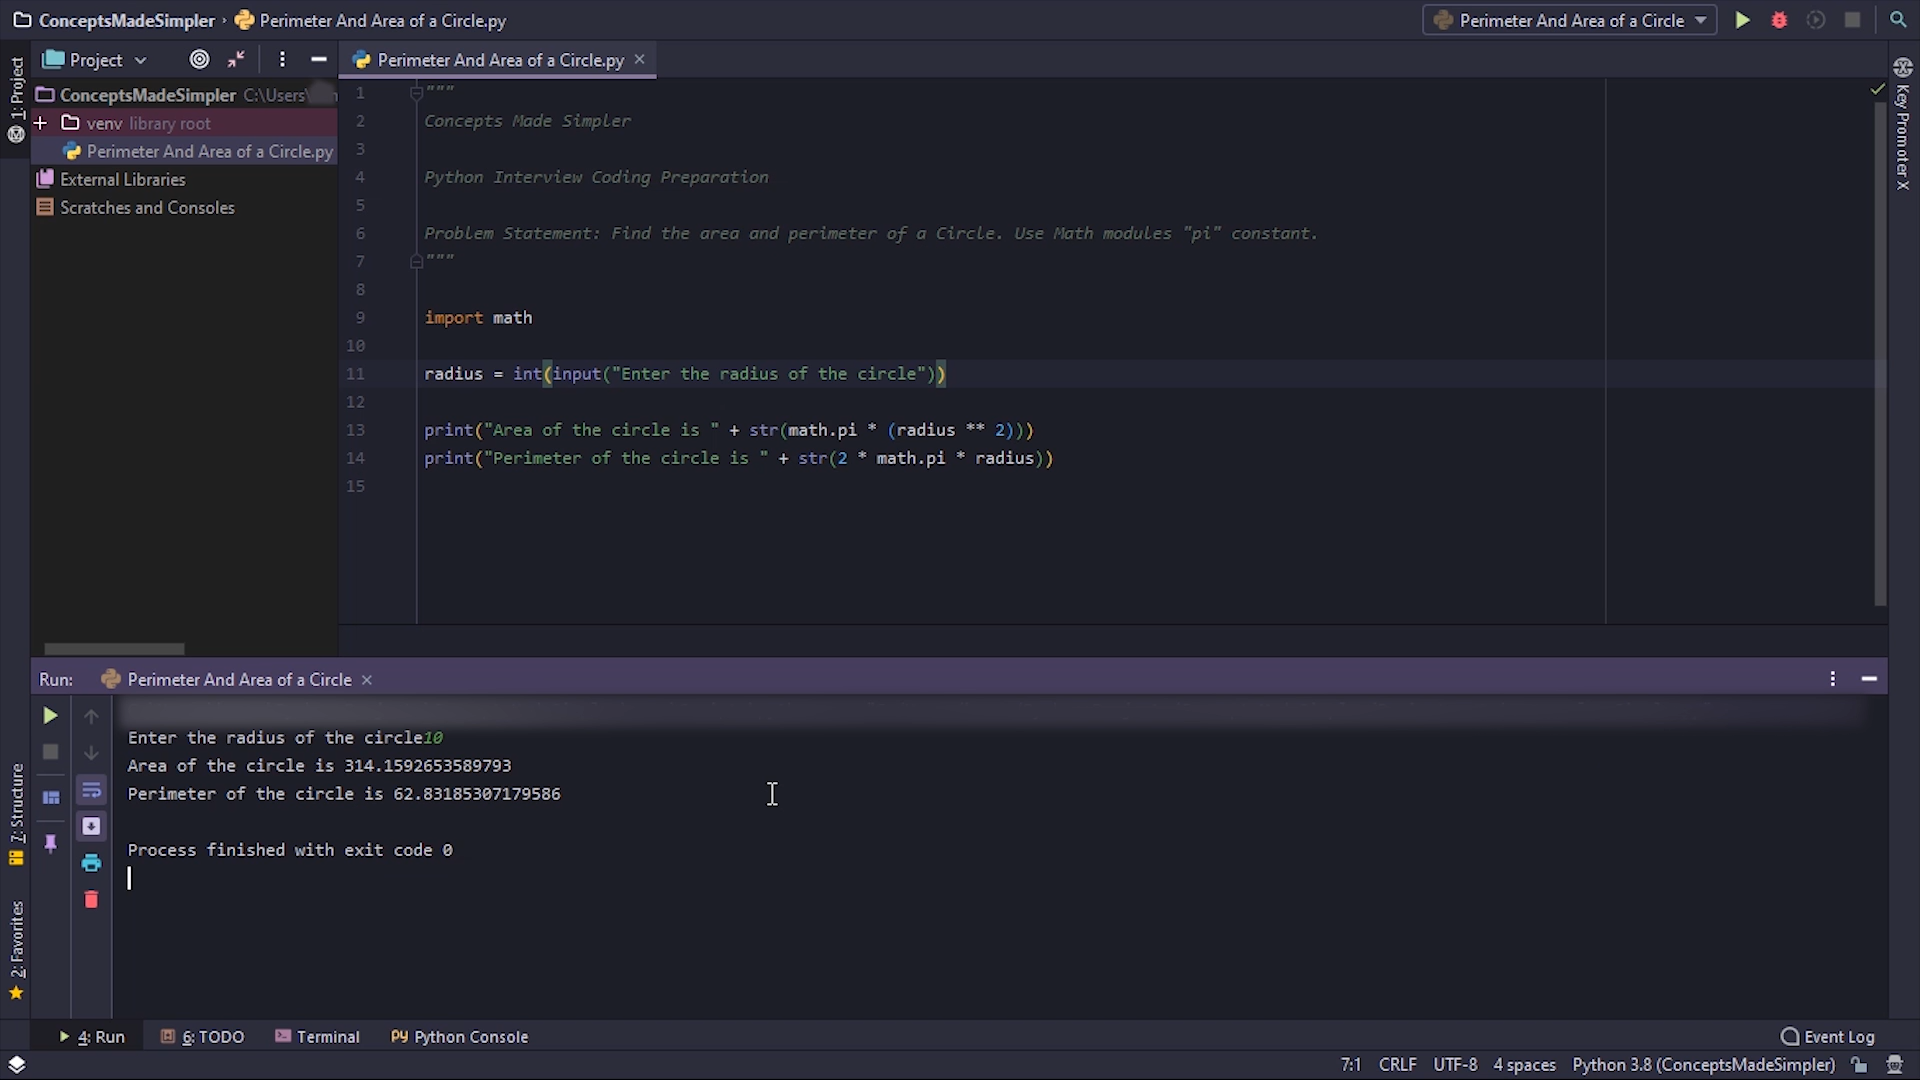 ConceptsMadeSimpler › Perimeter And Area of a Circle.py
Perimeter And Area of a Circle
1: Project
Project
Perimeter And Area of a Circle.py ×
Key Promoter X
ConceptsMadeSimpler C:\Users\
venv library root
Perimeter And Area of a Circle.py
External Libraries
Scratches and Consoles
1 """
2 Concepts Made Simpler
3
4 Python Interview Coding Preparation
5
6 Problem Statement: Find the area and perimeter of a Circle. Use Math modules "pi" constant.
7 """
8
9 import math
10
11 radius = int(input("Enter the radius of the circle"))
12
13 print("Area of the circle is " + str(math.pi * (radius ** 2)))
14 print("Perimeter of the circle is " + str(2 * math.pi * radius))
15
Run: Perimeter And Area of a Circle ×
Enter the radius of the circle10
Area of the circle is 314.1592653589793
Perimeter of the circle is 62.83185307179586
Process finished with exit code 0
7: Structure
2: Favorites
4: Run 6: TODO Terminal Python Console Event Log
7:1 CRLF UTF-8 4 spaces Python 3.8 (ConceptsMadeSimpler)